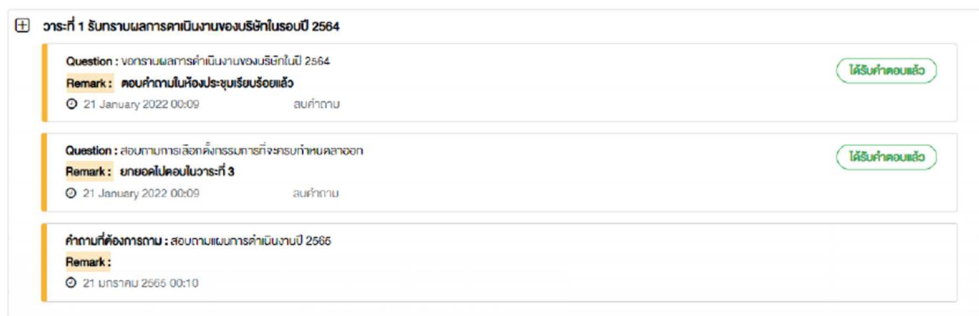 วาระที่ 1 รับทราบผลการดำเนินงานของบริษัทในรอบปี 2564
Question : ขอทราบผลการดำเนินงานของบริษัทในปี 2564
ได้รับคำตอบแล้ว
Remark : ตอบคำถามในห้องประชุมเรียบร้อยแล้ว
21 January 2022 00:09 ลบคำถาม
Question : สอบถามการเลือกตั้งกรรมการที่จะครบกำหนดลาออก
ได้รับคำตอบแล้ว
Remark : ยกยอดไปตอบในวาระที่ 3
21 January 2022 00:09 ลบคำถาม
คำถามที่ต้องการถาม : สอบถามแผนการดำเนินงานปี 2565
Remark :
21 มกราคม 2565 00:10